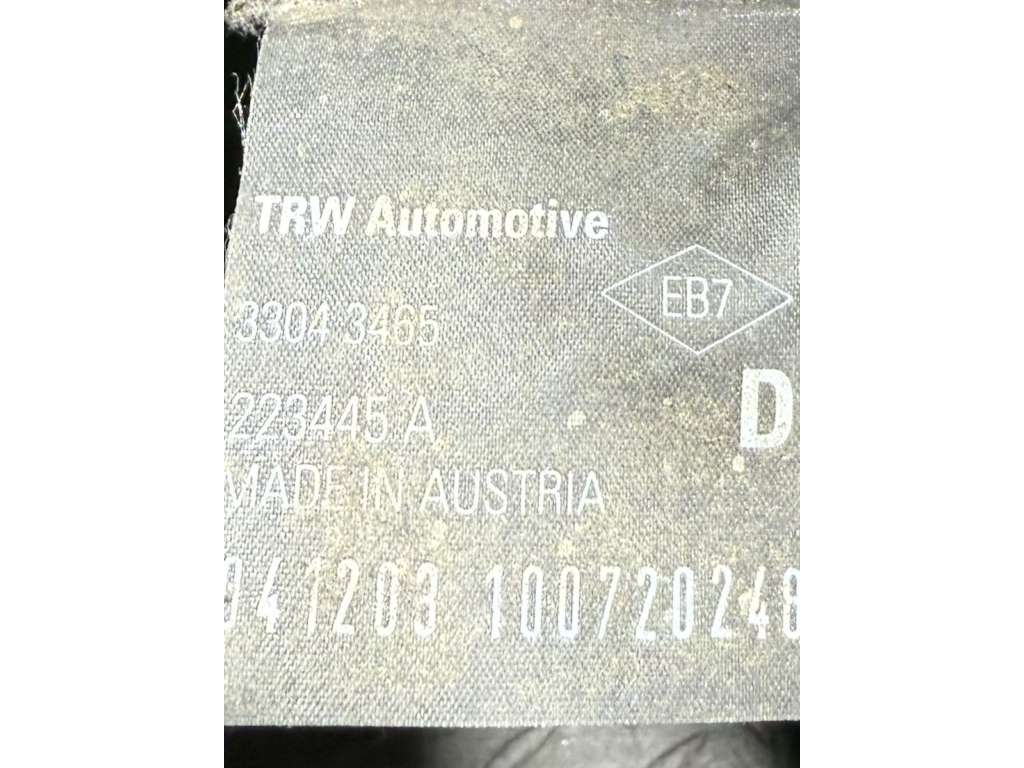 TRW Automotive
EB7
3304 3465
D
223445 A
MADE IN AUSTRIA
041203 100720248